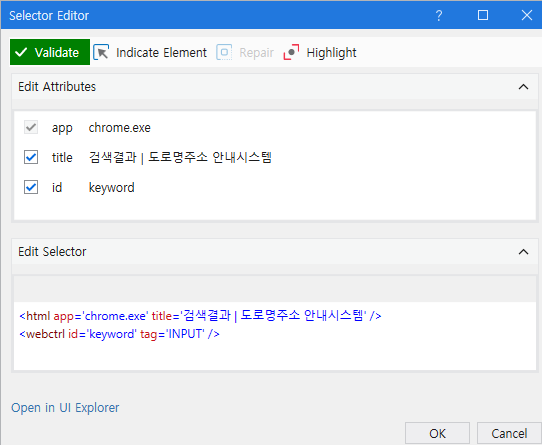 Selector Editor
?
Validate Indicate Element Repair Highlight
Edit Attributes
app chrome.exe
title 검색결과 | 도로명주소 안내시스템
id keyword
Edit Selector
<html app='chrome.exe' title='검색결과 | 도로명주소 안내시스템' />
<webctrl id='keyword' tag='INPUT' />
Open in UI Explorer
OK Cancel